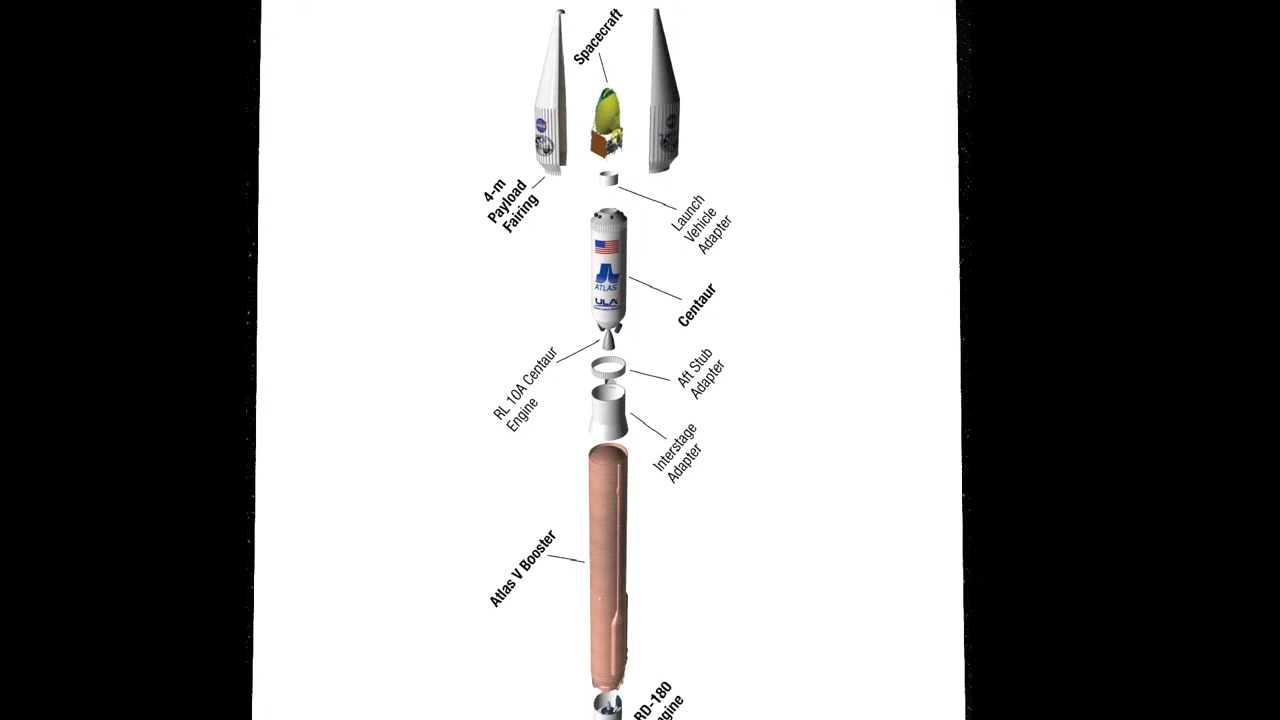 Spacecraft
4-m
Payload
Fairing
Launch
Vehicle
Adapter
ATLAS
ULA
Centaur
RL 10A Centaur
Engine
Aft Stub
Adapter
Interstage
Adapter
Atlas V Booster
RD-180